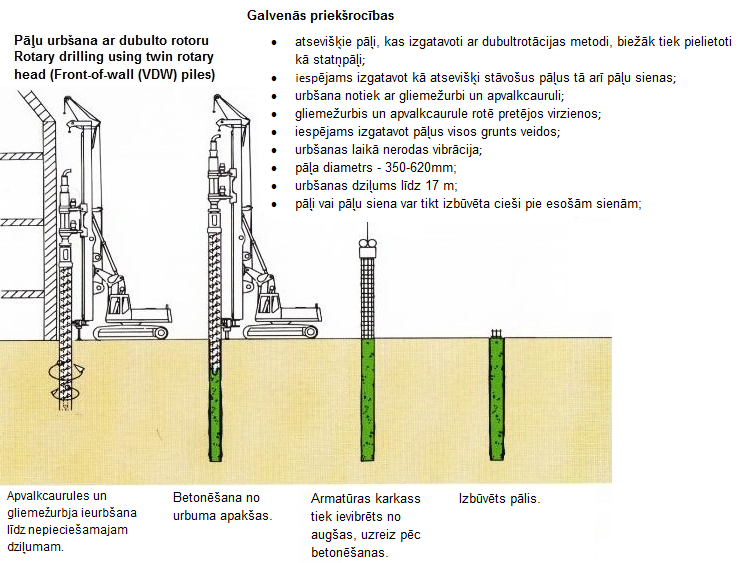 Galvenās priekšrocības
Pāļu urbšana ar dubulto rotoru
Rotary drilling using twin rotary
head (Front-of-wall (VDW) piles)
• atsevišķie pāļi, kas izgatavoti ar dubultrotācijas metodi, biežāk tiek pielietoti
kā statņpāļi;
• iespējams izgatavot kā atsevišķi stāvošus pāļus tā arī pāļu sienas;
• urbšana notiek ar gliemežurbi un apvalkcauruli;
• gliemežurbis un apvalkcaurule rotē pretējos virzienos;
• iespējams izgatavot pāļus visos grunts veidos;
• urbšanas laikā nerodas vibrācija;
• pāļa diametrs - 350-620mm;
• urbšanas dziļums līdz 17 m;
• pāļi vai pāļu siena var tikt izbūvēta cieši pie esošām sienām;
Apvalkcaurules un
gliemežurbja ieurbšana
līdz nepieciešamajam
dziļumam.
Betonēšana no
urbuma apakšas.
Armatūras karkass
tiek ievibrēts no
augšas, uzreiz pēc
betonēšanas.
Izbūvēts pālis.